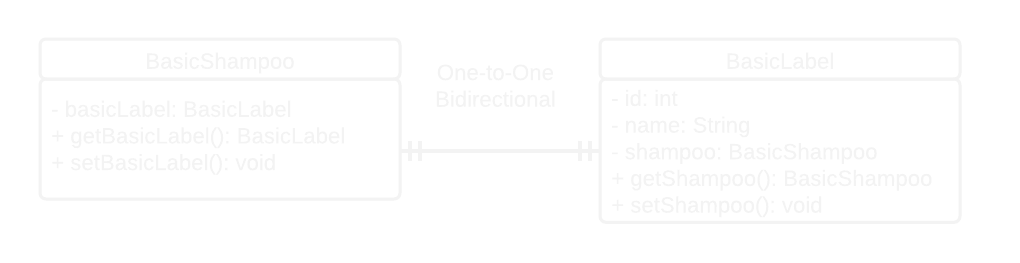 BasicShampoo
- basicLabel: BasicLabel
+ getBasicLabel(): BasicLabel
+ setBasicLabel(): void
One-to-One
Bidirectional
BasicLabel
- id: int
- name: String
- shampoo: BasicShampoo
+ getShampoo(): BasicShampoo
+ setShampoo(): void